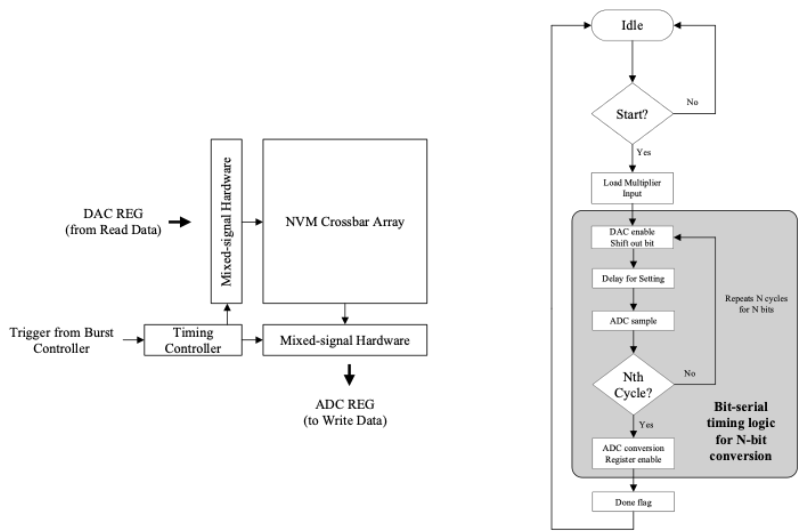 DAC REG
(from Read Data)
Mixed-signal Hardware
NVM Crossbar Array
Trigger from Burst
Controller
Timing
Controller
Mixed-signal Hardware
ADC REG
(to Write Data)
Idle
No
Start?
Yes
Load Multiplier
Input
DAC enable
Shift out bit
Delay for Setting
Repeats N cycles
for N bits
ADC sample
Nth
Cycle?
No
Yes
Bit-serial
timing logic
for N-bit
conversion
ADC conversion
Register enable
Done flag